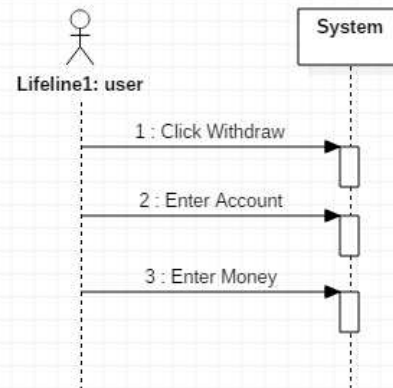 System
Lifeline1: user
1 : Click Withdraw
2 : Enter Account
3 : Enter Money